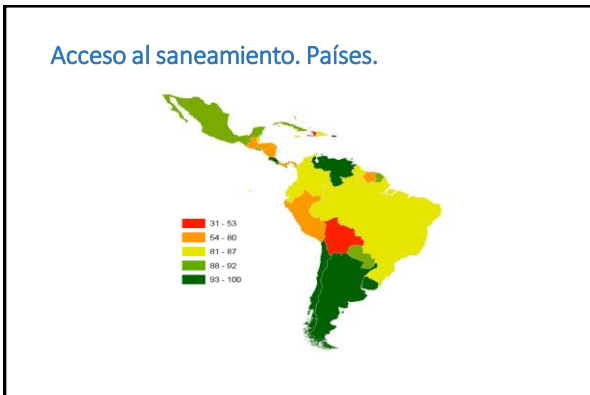 Acceso al saneamiento. Países.
31 - 53
54 - 80
81 - 87
88 - 92
93 - 100